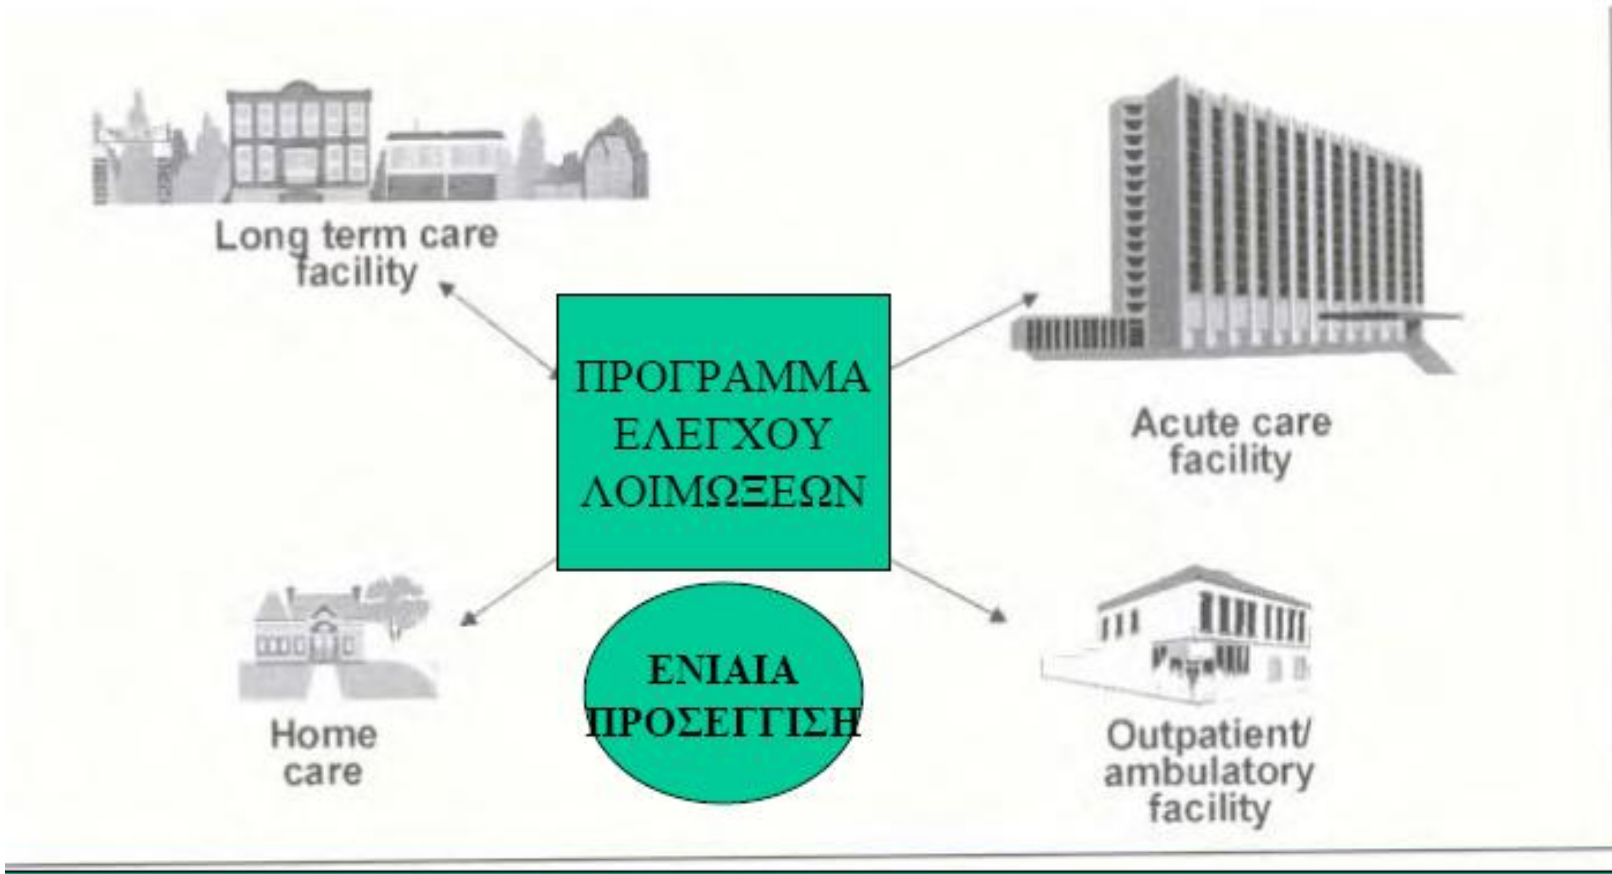 Long term care
facility
Acute care
facility
ΠΡΟΓΡΑΜΜΑ
ΕΛΕΓΧΟΥ
ΛΟΙΜΩΞΕΩΝ
Home
care
ΕΝΙΑΙΑ
ΠΡΟΣΕΓΓΙΣΗ
Outpatient/
ambulatory
facility